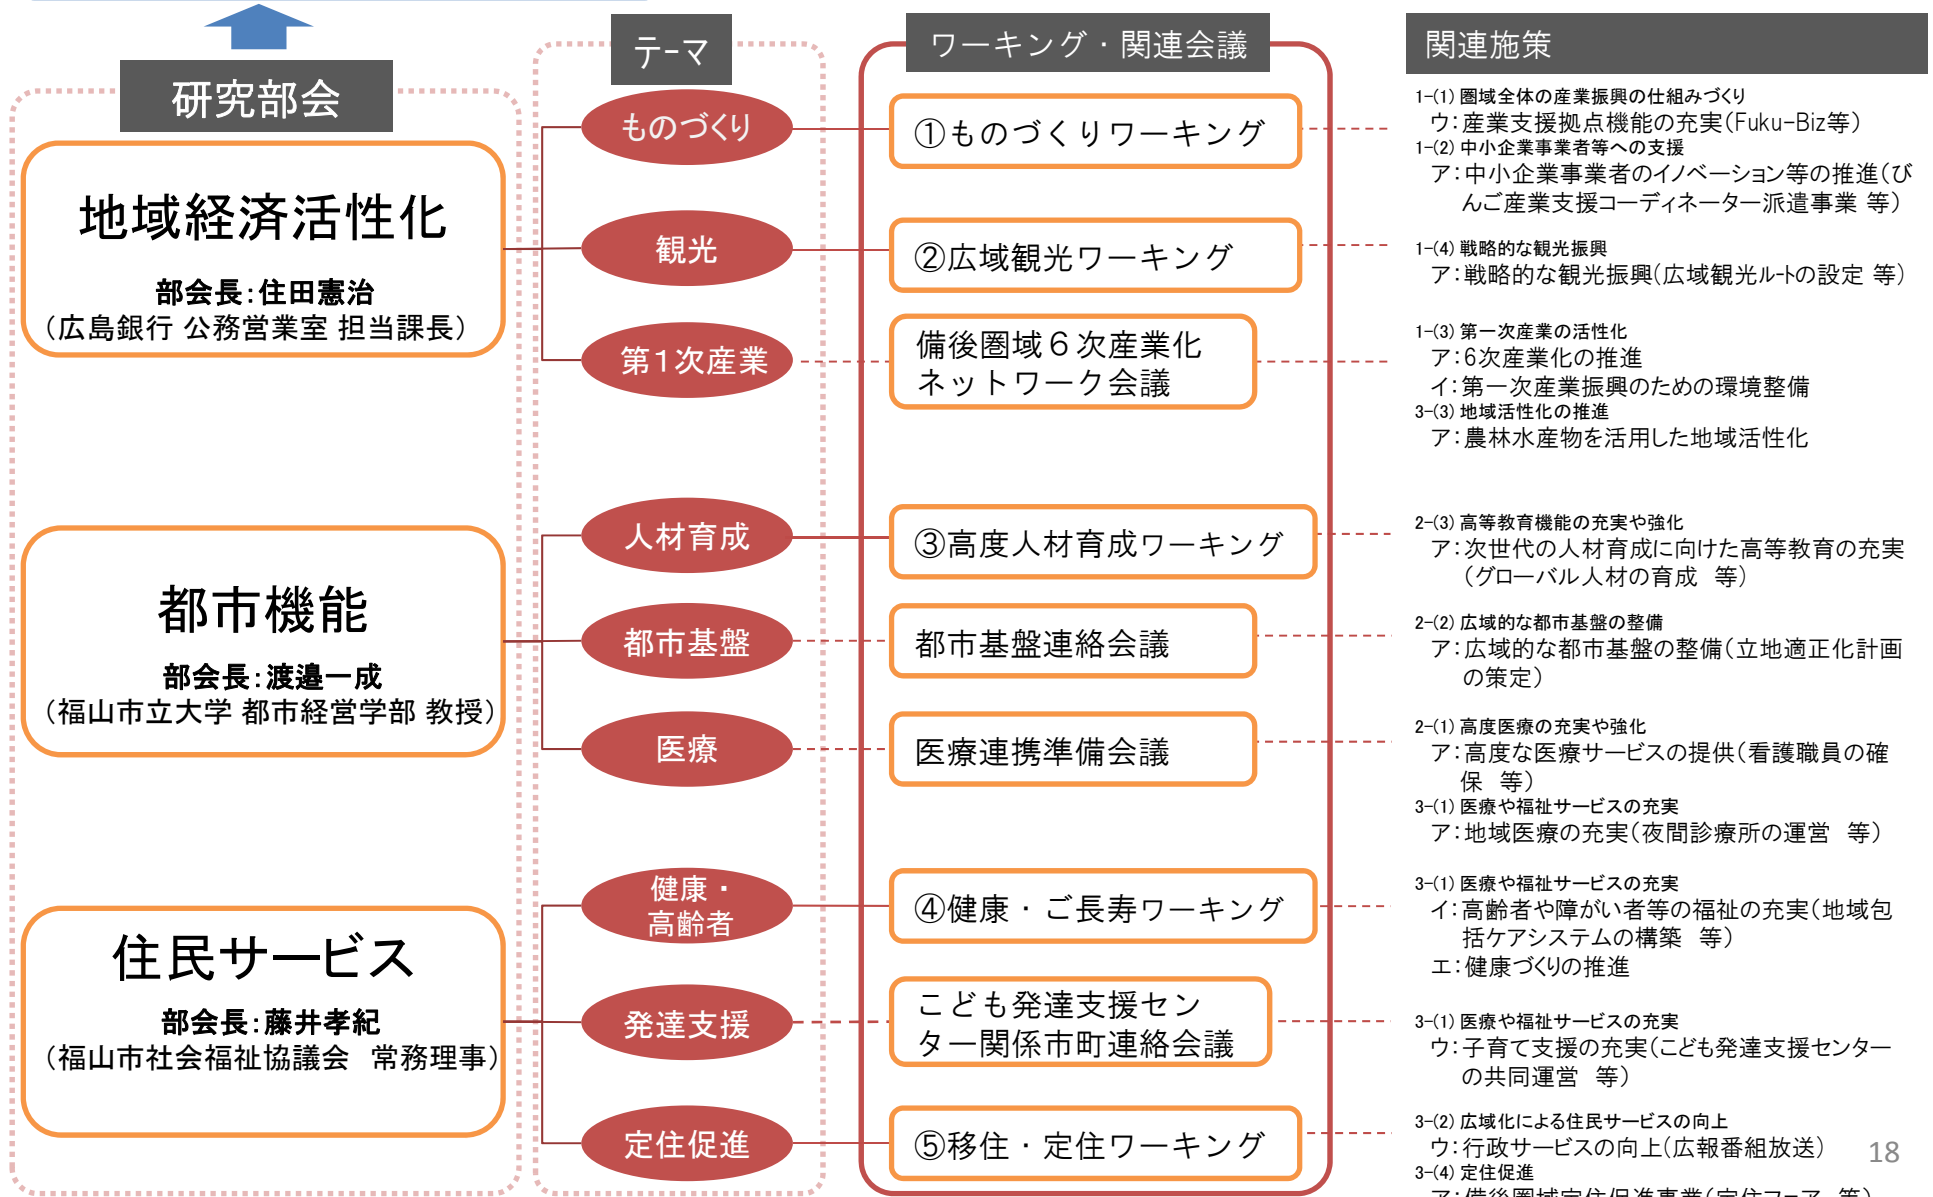 研究部会
テーマ
ワーキング・関連会議
関連施策
地域経済活性化
部会長:住田憲治
(広島銀行 公務営業室 担当課長)
ものづくり
①ものづくりワーキング
1-(1) 圏域全体の産業振興の仕組みづくり
ウ:産業支援拠点機能の充実(Fuku-Biz等)
1-(2) 中小企業事業者等への支援
ア:中小企業事業者のイノベーション等の推進(び
んご産業支援コーディネーター派遣事業 等)
観光
②広域観光ワーキング
1-(4) 戦略的な観光振興
ア:戦略的な観光振興(広域観光ルートの設定 等)
第1次産業
備後圏域6次産業化
ネットワーク会議
1-(3) 第一次産業の活性化
ア:6次産業化の推進
イ:第一次産業振興のための環境整備
3-(3) 地域活性化の推進
ア:農林水産物を活用した地域活性化
都市機能
部会長:渡邉一成
(福山市立大学 都市経営学部 教授)
人材育成
③高度人材育成ワーキング
2-(3) 高等教育機能の充実や強化
ア:次世代の人材育成に向けた高等教育の充実
(グローバル人材の育成 等)
都市基盤
都市基盤連絡会議
2-(2) 広域的な都市基盤の整備
ア:広域的な都市基盤の整備(立地適正化計画
の策定)
医療
医療連携準備会議
2-(1) 高度医療の充実や強化
ア:高度な医療サービスの提供(看護職員の確
保 等)
3-(1) 医療や福祉サービスの充実
ア:地域医療の充実(夜間診療所の運営 等)
住民サービス
部会長:藤井孝紀
(福山市社会福祉協議会 常務理事)
健康・
高齢者
④健康・ご長寿ワーキング
3-(1) 医療や福祉サービスの充実
イ:高齢者や障がい者等の福祉の充実(地域包
括ケアシステムの構築 等)
エ:健康づくりの推進
発達支援
こども発達支援セン
ター関係市町連絡会議
3-(1) 医療や福祉サービスの充実
ウ:子育て支援の充実(こども発達支援センター
の共同運営 等)
定住促進
⑤移住・定住ワーキング
3-(2) 広域化による住民サービスの向上
ウ:行政サービスの向上(広報番組放送)
3-(4) 定住促進
ア:備後圏域定住促進事業(定住フェア 等)
18